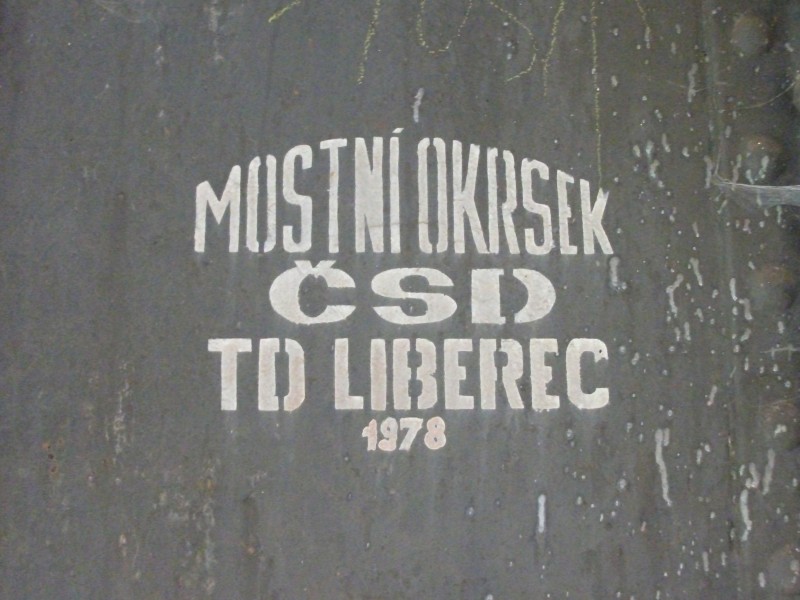 MOSTNÍ OKRSEK
ČSD
TD LIBEREC
1978